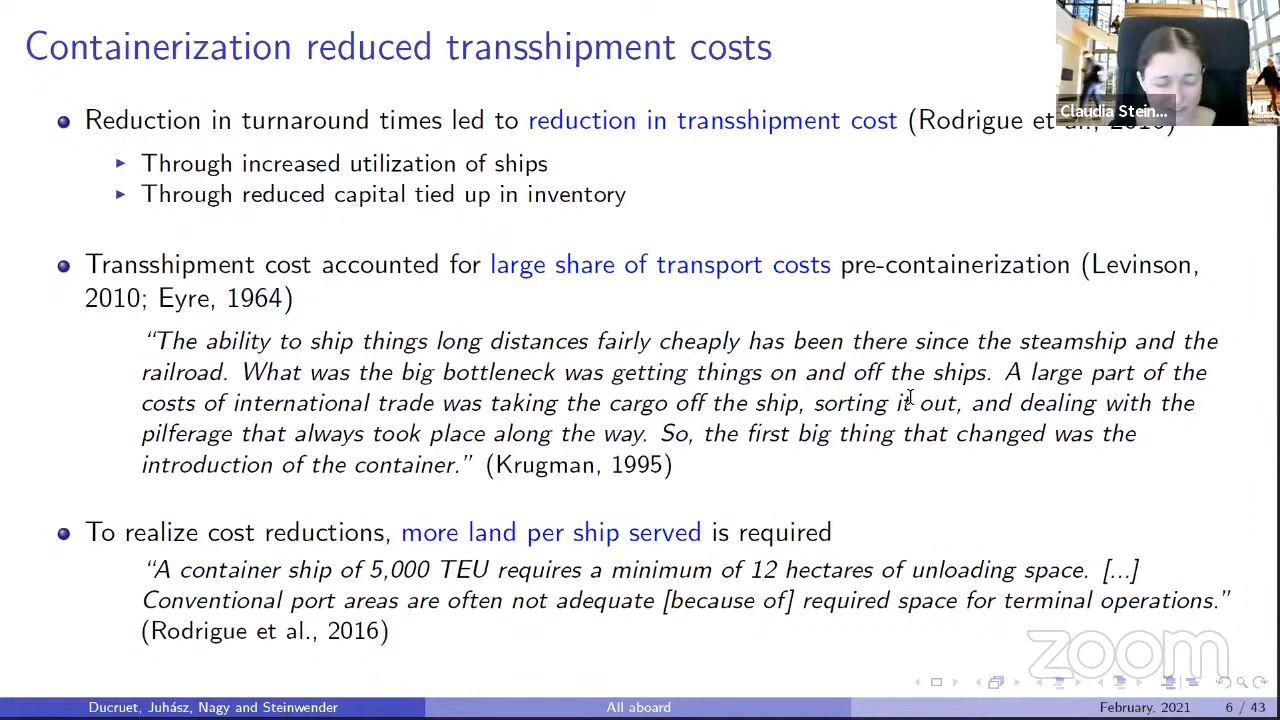 Containerization reduced transshipment costs
Claudia Stein...
Reduction in turnaround times led to reduction in transshipment cost (Rodrigue et
Through increased utilization of ships
Through reduced capital tied up in inventory
Transshipment cost accounted for large share of transport costs pre-containerization (Levinson,
2010; Eyre, 1964)
“The ability to ship things long distances fairly cheaply has been there since the steamship and the
railroad. What was the big bottleneck was getting things on and off the ships. A large part of the
costs of international trade was taking the cargo off the ship, sorting it out, and dealing with the
pilferage that always took place along the way. So, the first big thing that changed was the
introduction of the container.” (Krugman, 1995)
To realize cost reductions, more land per ship served is required
“A container ship of 5,000 TEU requires a minimum of 12 hectares of unloading space. [...]
Conventional port areas are often not adequate [because of] required space for terminal operations.”
(Rodrigue et al., 2016)
zoom
Ducruet, Juhász, Nagy and Steinwender
All aboard
February, 2021
6 / 43